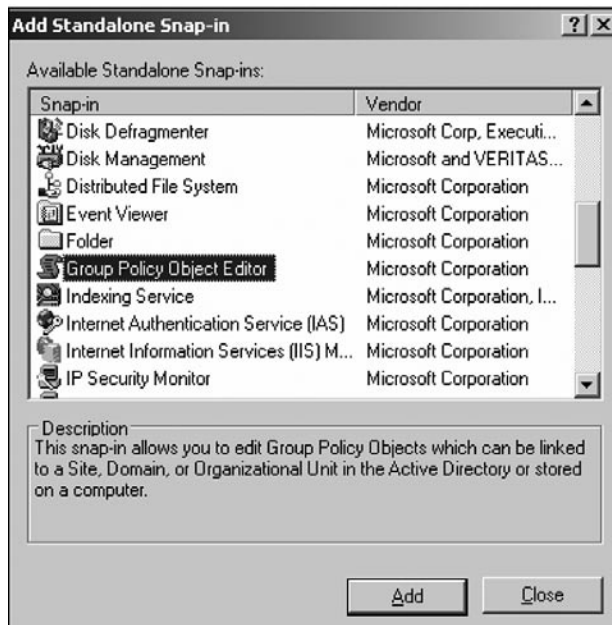 Add Standalone Snap-in
Available Standalone Snap-ins:
Snap-in Vendor
Disk Defragmenter Microsoft Corp, Executi...
Disk Management Microsoft and VERITAS...
Distributed File System Microsoft Corporation
Event Viewer Microsoft Corporation
Folder Microsoft Corporation
Group Policy Object Editor Microsoft Corporation
Indexing Service Microsoft Corporation, I...
Internet Authentication Service (IAS) Microsoft Corporation
Internet Information Services (IIS) M... Microsoft Corporation
IP Security Monitor Microsoft Corporation
Description
This snap-in allows you to edit Group Policy Objects which can be linked
to a Site, Domain, or Organizational Unit in the Active Directory or stored
on a computer.
Add Close